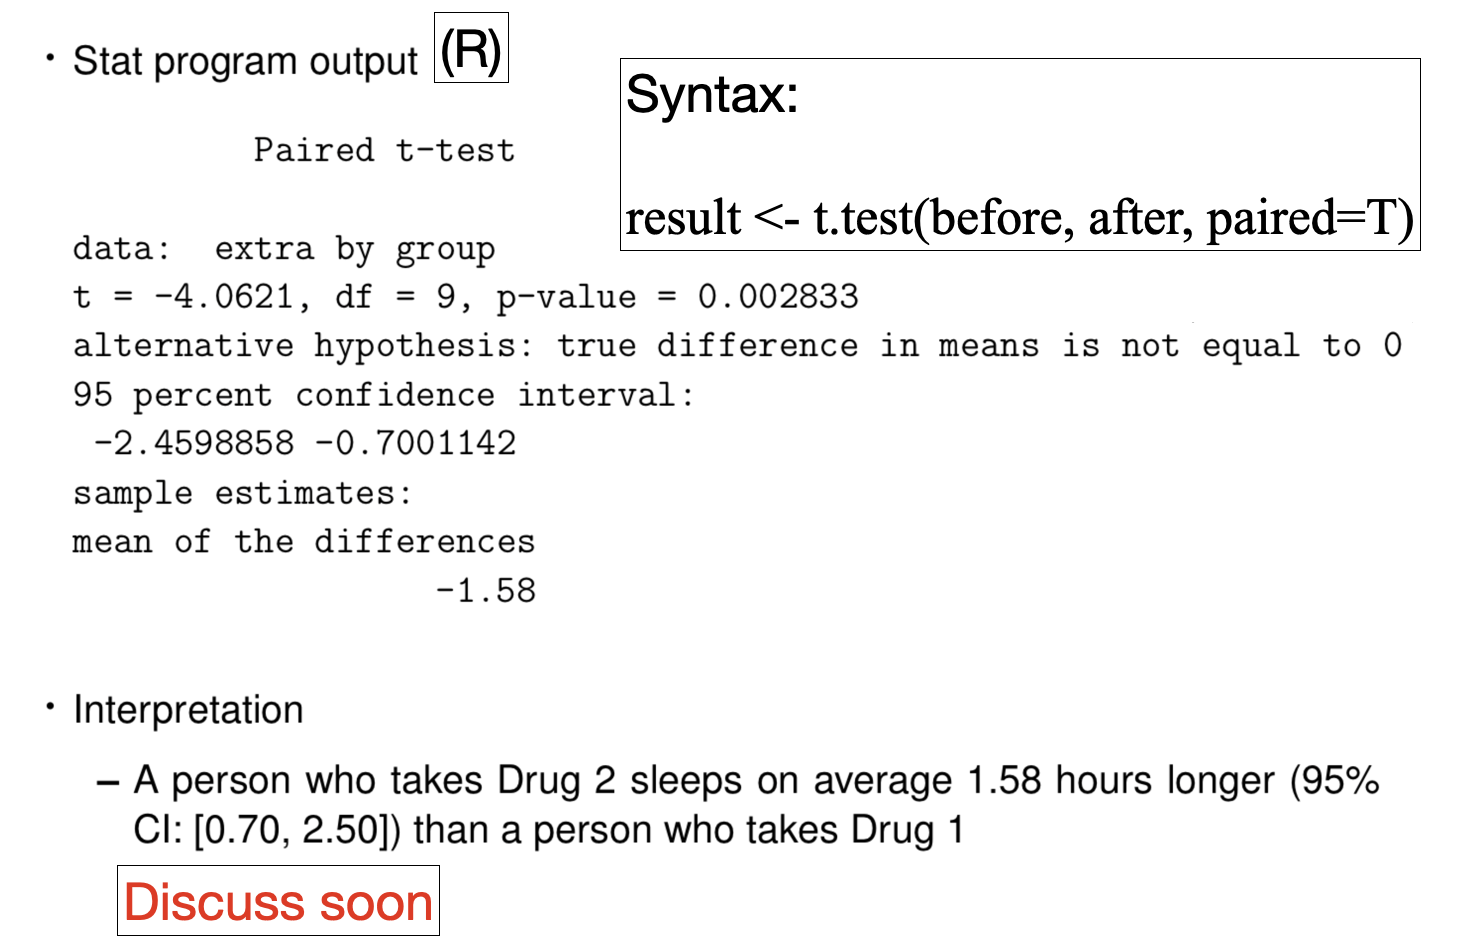 • Stat program output (R)
Syntax:
result <- t.test(before, after, paired=T)
Paired t-test
data:  extra by group
t = -4.0621, df = 9, p-value = 0.002833
alternative hypothesis: true difference in means is not equal to 0
95 percent confidence interval:
-2.4598858 -0.7001142
sample estimates:
mean of the differences
-1.58
• Interpretation
– A person who takes Drug 2 sleeps on average 1.58 hours longer (95%
CI: [0.70, 2.50]) than a person who takes Drug 1
Discuss soon